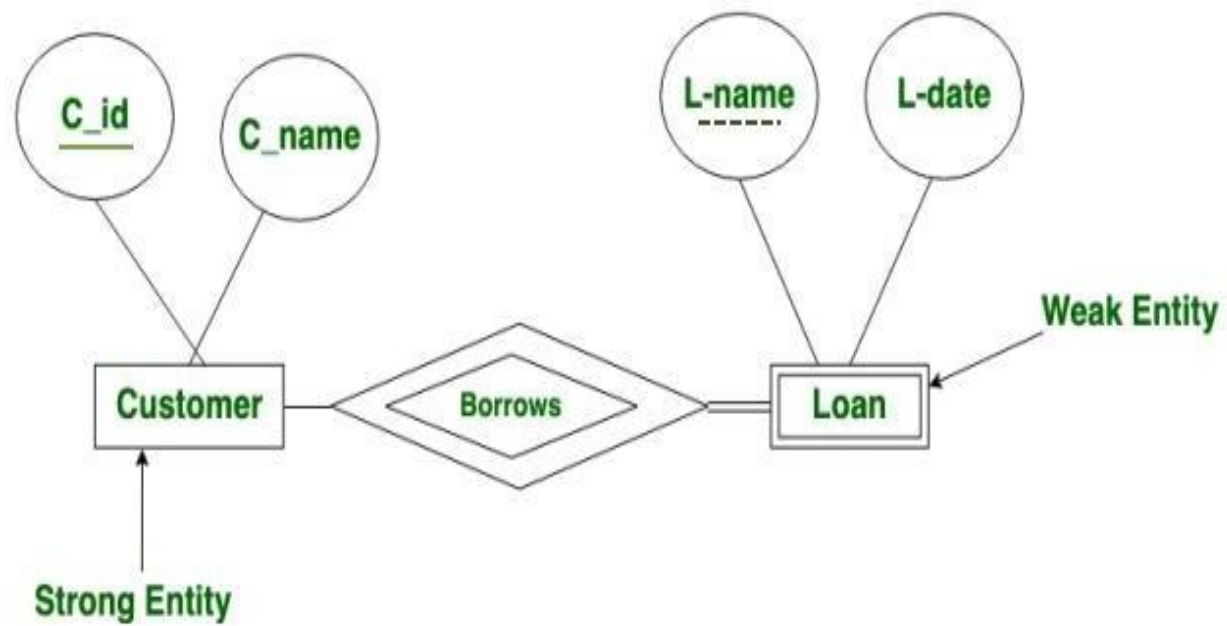 C_id
C_name
L-name
L-date
Weak Entity
Customer
Borrows
Loan
Strong Entity